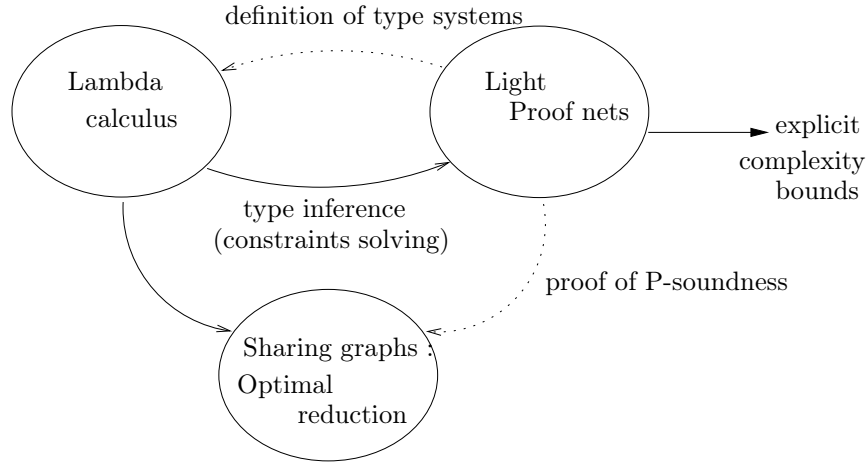 definition of type systems
Lambda
calculus
Light
Proof nets
explicit
complexity
bounds
type inference
(constraints solving)
proof of P-soundness
Sharing graphs :
Optimal
reduction